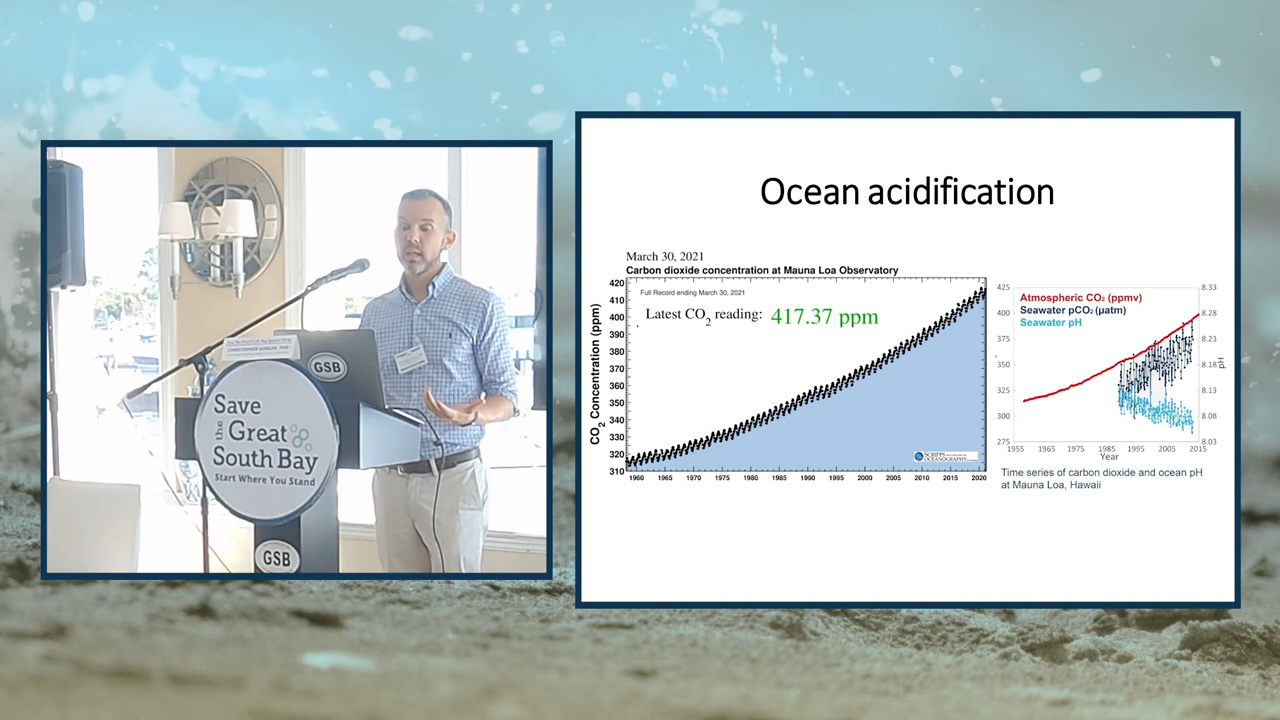 Save
the Great
South Bay
Start Where You Stand
GSB
GSB
Ocean acidification
March 30, 2021
Carbon dioxide concentration at Mauna Loa Observatory
Full Record ending March 30, 2021
Latest CO2 reading: 417.37 ppm
CO2 Concentration (ppm)
420
410
400
390
380
370
360
350
340
330
320
310
1960 1965 1970 1975 1980 1985 1990 1995 2000 2005 2010 2015 2020
SCRIPPS
OCEANOGRAPHY
Atmospheric CO2 (ppmv)
Seawater pCO2 (µatm)
Seawater pH
425
400
375
350
325
300
275
8.33
8.28
8.23
8.18
8.13
8.08
8.03
pH
1955 1965 1975 1985 1995 2005 2015
Year
Time series of carbon dioxide and ocean pH
at Mauna Loa, Hawaii